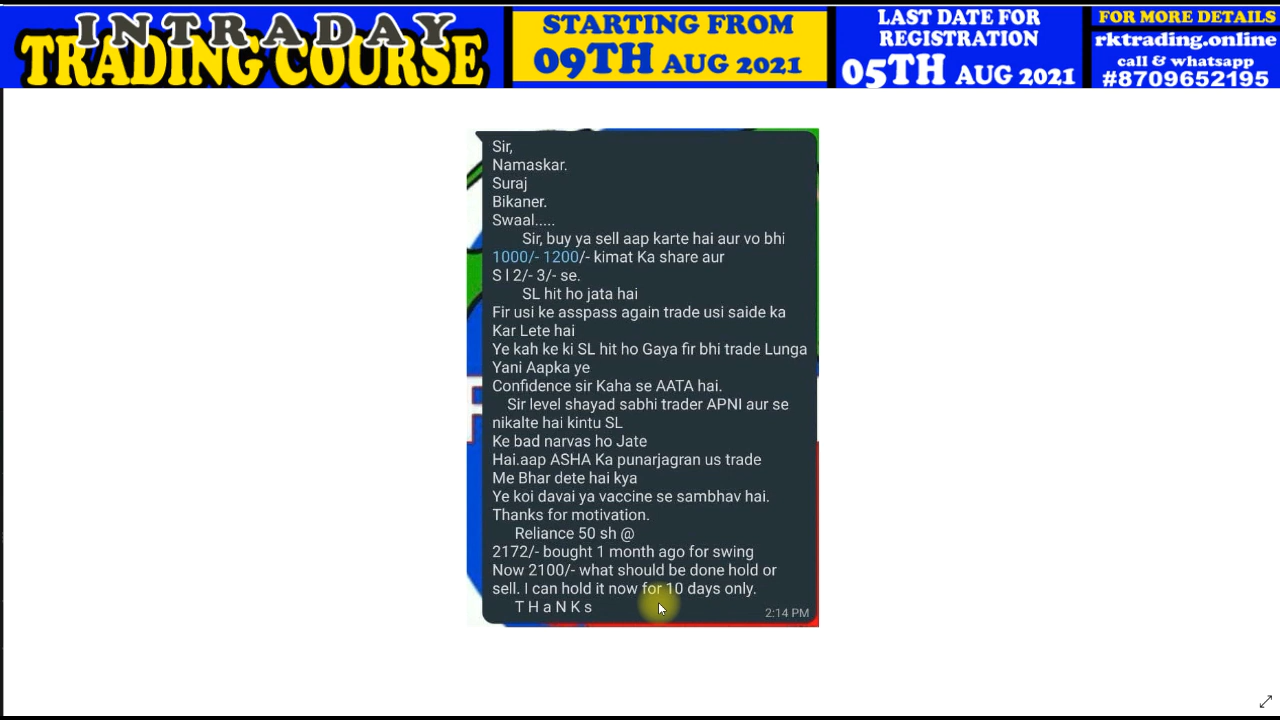 INTRADAY
TRADING COURSE
STARTING FROM
09TH AUG 2021
LAST DATE FOR
REGISTRATION
05TH AUG 2021
FOR MORE DETAILS
rktrading.online
call & whatsapp
#8709652195
Sir,
Namaskar.
Suraj
Bikaner.
Swaal.....
Sir, buy ya sell aap karte hai aur vo bhi
1000/- 1200/- kimat Ka share aur
S l 2/- 3/- se.
SL hit ho jata hai
Fir usi ke asspass again trade usi saide ka
Kar Lete hai
Ye kah ke ki SL hit ho Gaya fir bhi trade Lunga
Yani Aapka ye
Confidence sir Kaha se AATA hai.
Sir level shayad sabhi trader APNI aur se
nikalte hai kintu SL
Ke bad narvas ho Jate
Hai.aap ASHA Ka punarjagran us trade
Me Bhar dete hai kya
Ye koi davai ya vaccine se sambhav hai.
Thanks for motivation.
Reliance 50 sh @
2172/- bought 1 month ago for swing
Now 2100/- what should be done hold or
sell. I can hold it now for 10 days only.
T H a N K s
2:14 PM